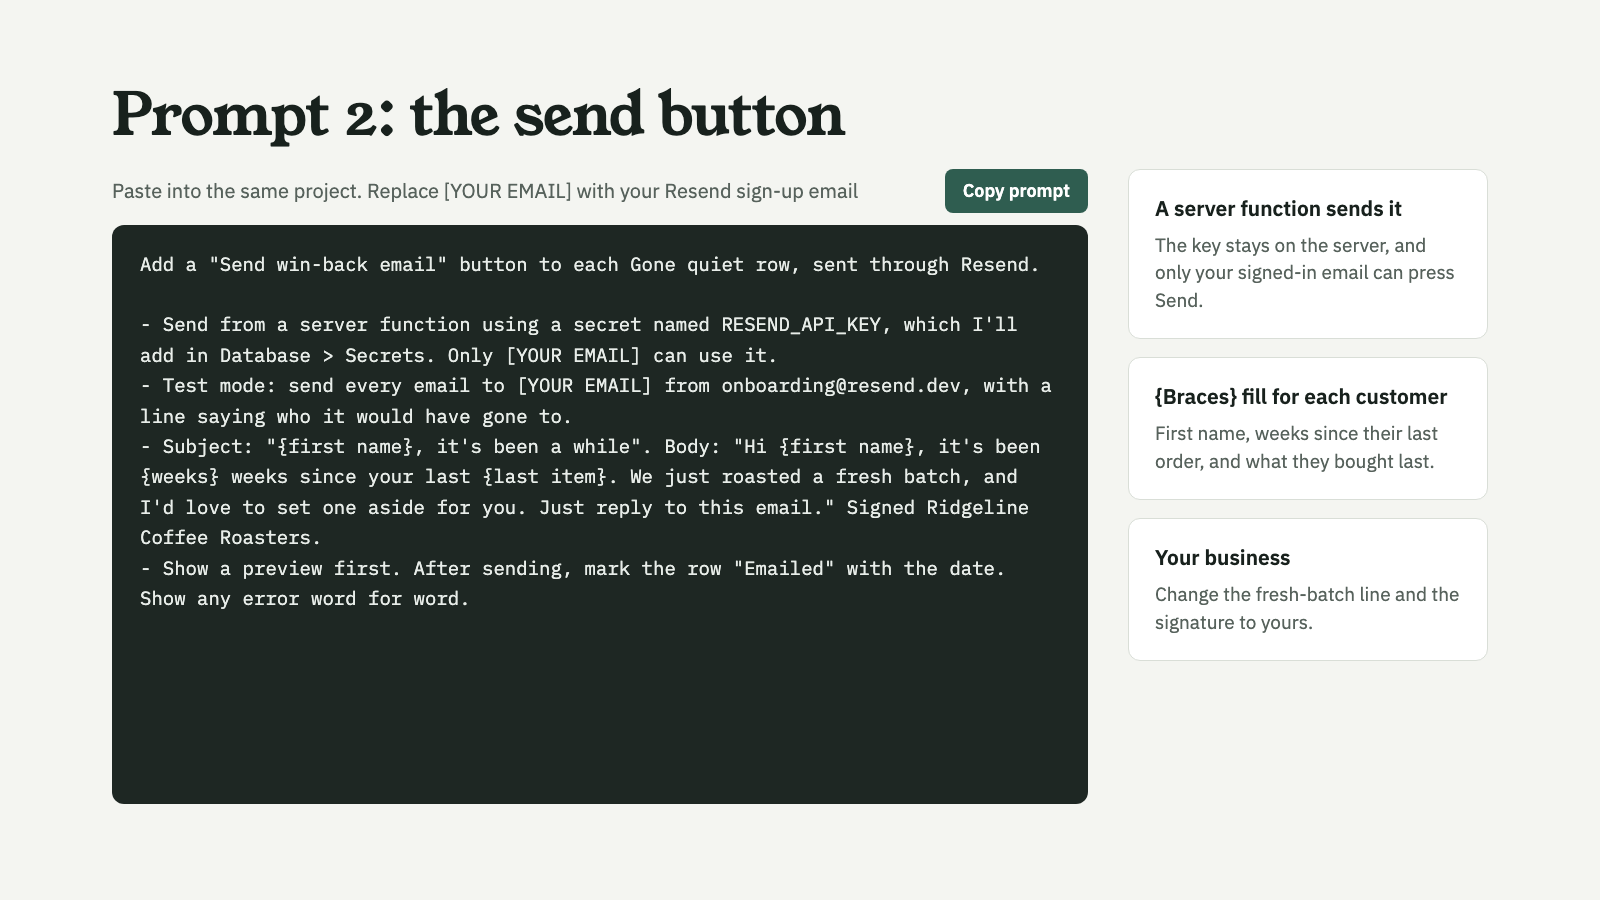 Prompt 2: the send button
Paste into the same project. Replace [YOUR EMAIL] with your Resend sign-up email
Copy prompt
Add a "Send win-back email" button to each Gone quiet row, sent through Resend.
- Send from a server function using a secret named RESEND_API_KEY, which I'll
add in Database > Secrets. Only [YOUR EMAIL] can use it.
- Test mode: send every email to [YOUR EMAIL] from onboarding@resend.dev, with a
line saying who it would have gone to.
- Subject: "{first name}, it's been a while". Body: "Hi {first name}, it's been
{weeks} weeks since your last {last item}. We just roasted a fresh batch, and
I'd love to set one aside for you. Just reply to this email." Signed Ridgeline
Coffee Roasters.
- Show a preview first. After sending, mark the row "Emailed" with the date.
Show any error word for word.
A server function sends it
The key stays on the server, and
only your signed-in email can press
Send.
{Braces} fill for each customer
First name, weeks since their last
order, and what they bought last.
Your business
Change the fresh-batch line and the
signature to yours.